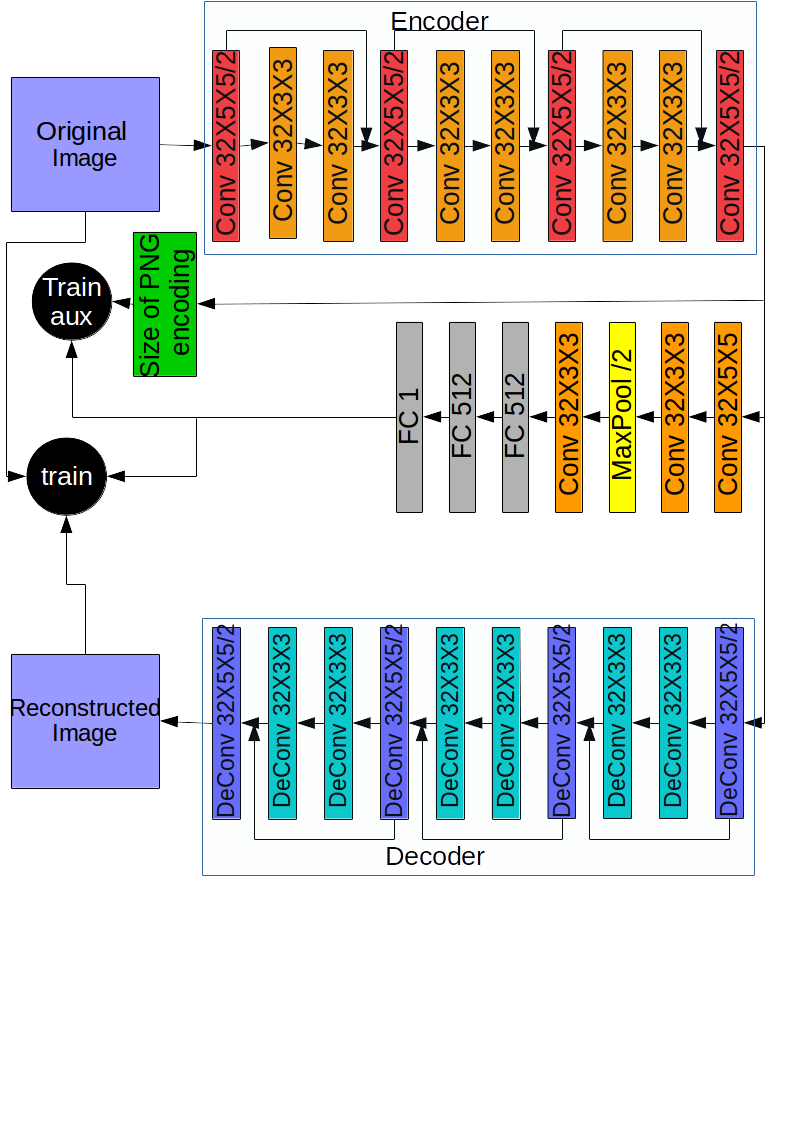 Encoder
Original
Image
Conv 32X5X5/2
Conv 32X3X3
Conv 32X3X3
Conv 32X5X5/2
Conv 32X3X3
Conv 32X3X3
Conv 32X5X5/2
Conv 32X3X3
Conv 32X3X3
Conv 32X5X5/2
Train
aux
Size of PNG
encoding
FC 1
FC 512
FC 512
Conv 32X3X3
MaxPool /2
Conv 32X3X3
Conv 32X5X5
train
Reconstructed
Image
DeConv 32X5X5/2
DeConv 32X3X3
DeConv 32X3X3
DeConv 32X5X5/2
DeConv 32X3X3
DeConv 32X3X3
DeConv 32X5X5/2
DeConv 32X3X3
DeConv 32X3X3
DeConv 32X5X5/2
Decoder